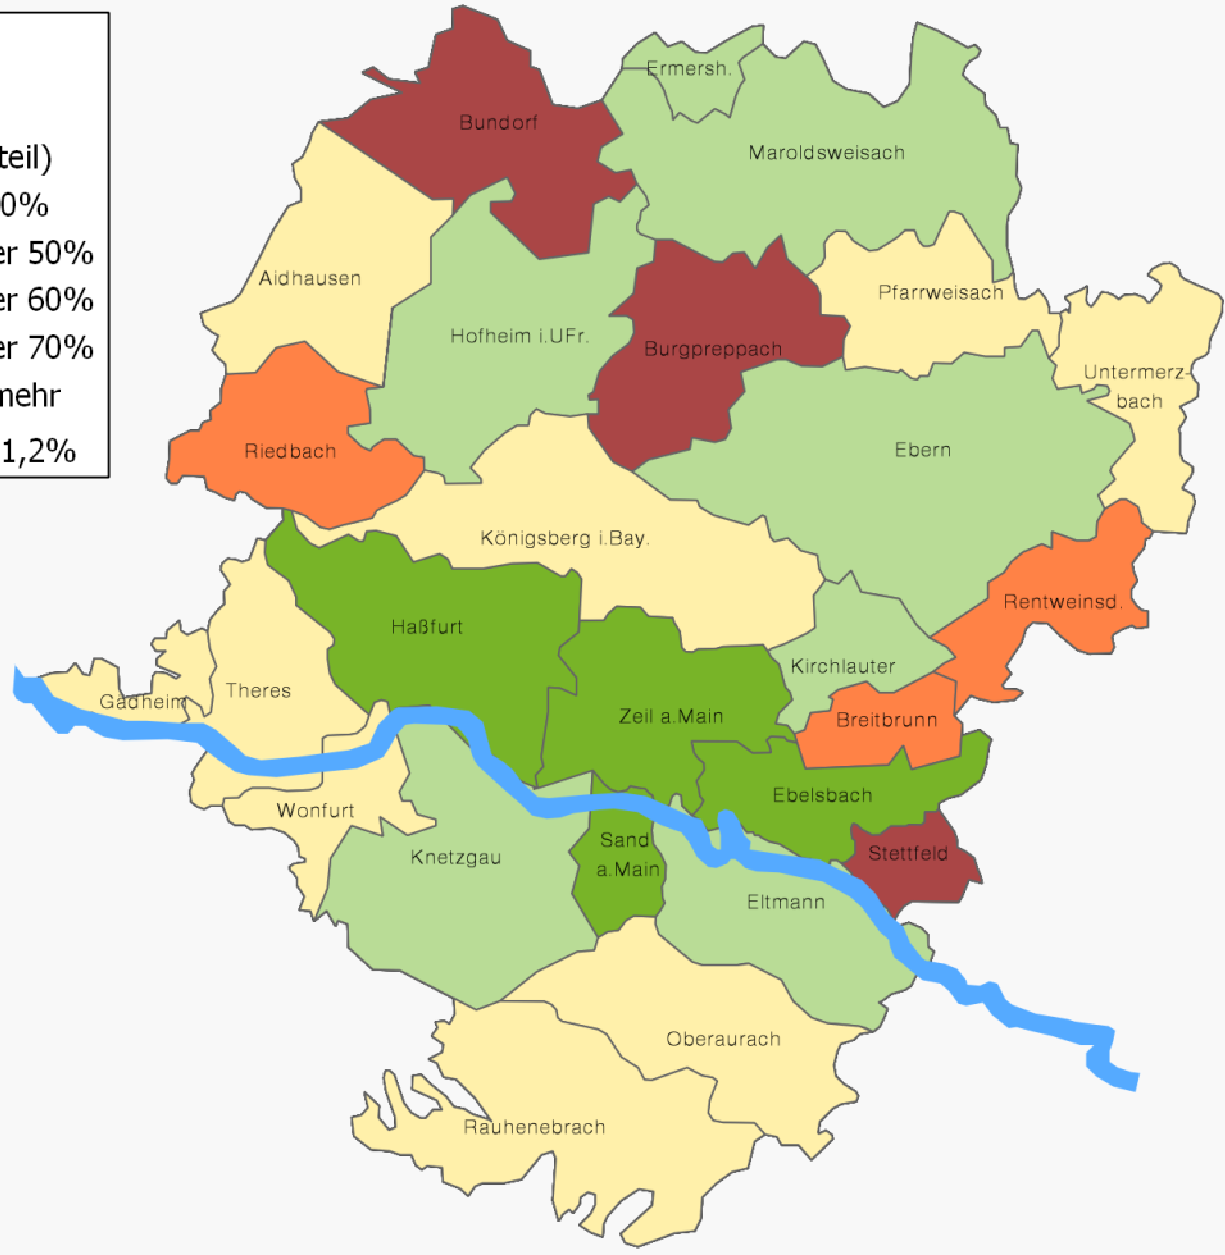 teil)
0%
er 50%
er 60%
er 70%
mehr
1,2%
Ermersh.
Bundorf
Maroldsweisach
Aidhausen
Pfarrweisach
Hofheim i.UFr.
Burgpreppach
Untermerz-
bach
Riedbach
Ebern
Königsberg i.Bay.
Rentweinsd.
Haßfurt
Kirchlauter
Theres
Gädheim
Zeil a.Main
Breitbrunn
Ebelsbach
Wonfurt
Sand
a.Main
Knetzgau
Stettfeld
Eltmann
Oberaurach
Rauhenebrach